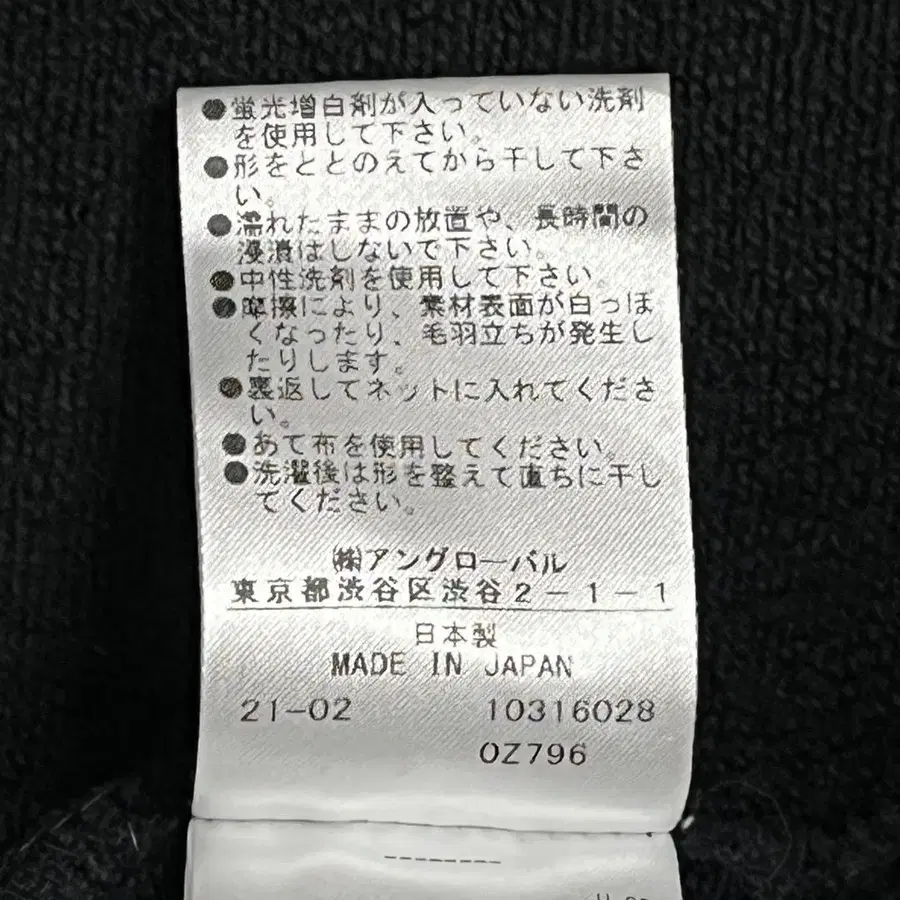 ●蛍光増白剤が入っていない洗剤
を使用して下さい。
●形をととのえてから干して下さ
い。
●濡れたままの放置や、長時間の
浸漬はしないで下さい。
●中性洗剤を使用して下さい。
●摩擦により、素材表面が白っぽ
くなったり、毛羽立ちが発生し
たりします。
●裏返してネットに入れてくださ
い。
●あて布を使用してください。
●洗濯後は形を整えて直ちに干し
てください。
㈱アングローバル
東京都渋谷区渋谷2-1-1
日本製
MADE IN JAPAN
21-02 10316028
0Z796
--------